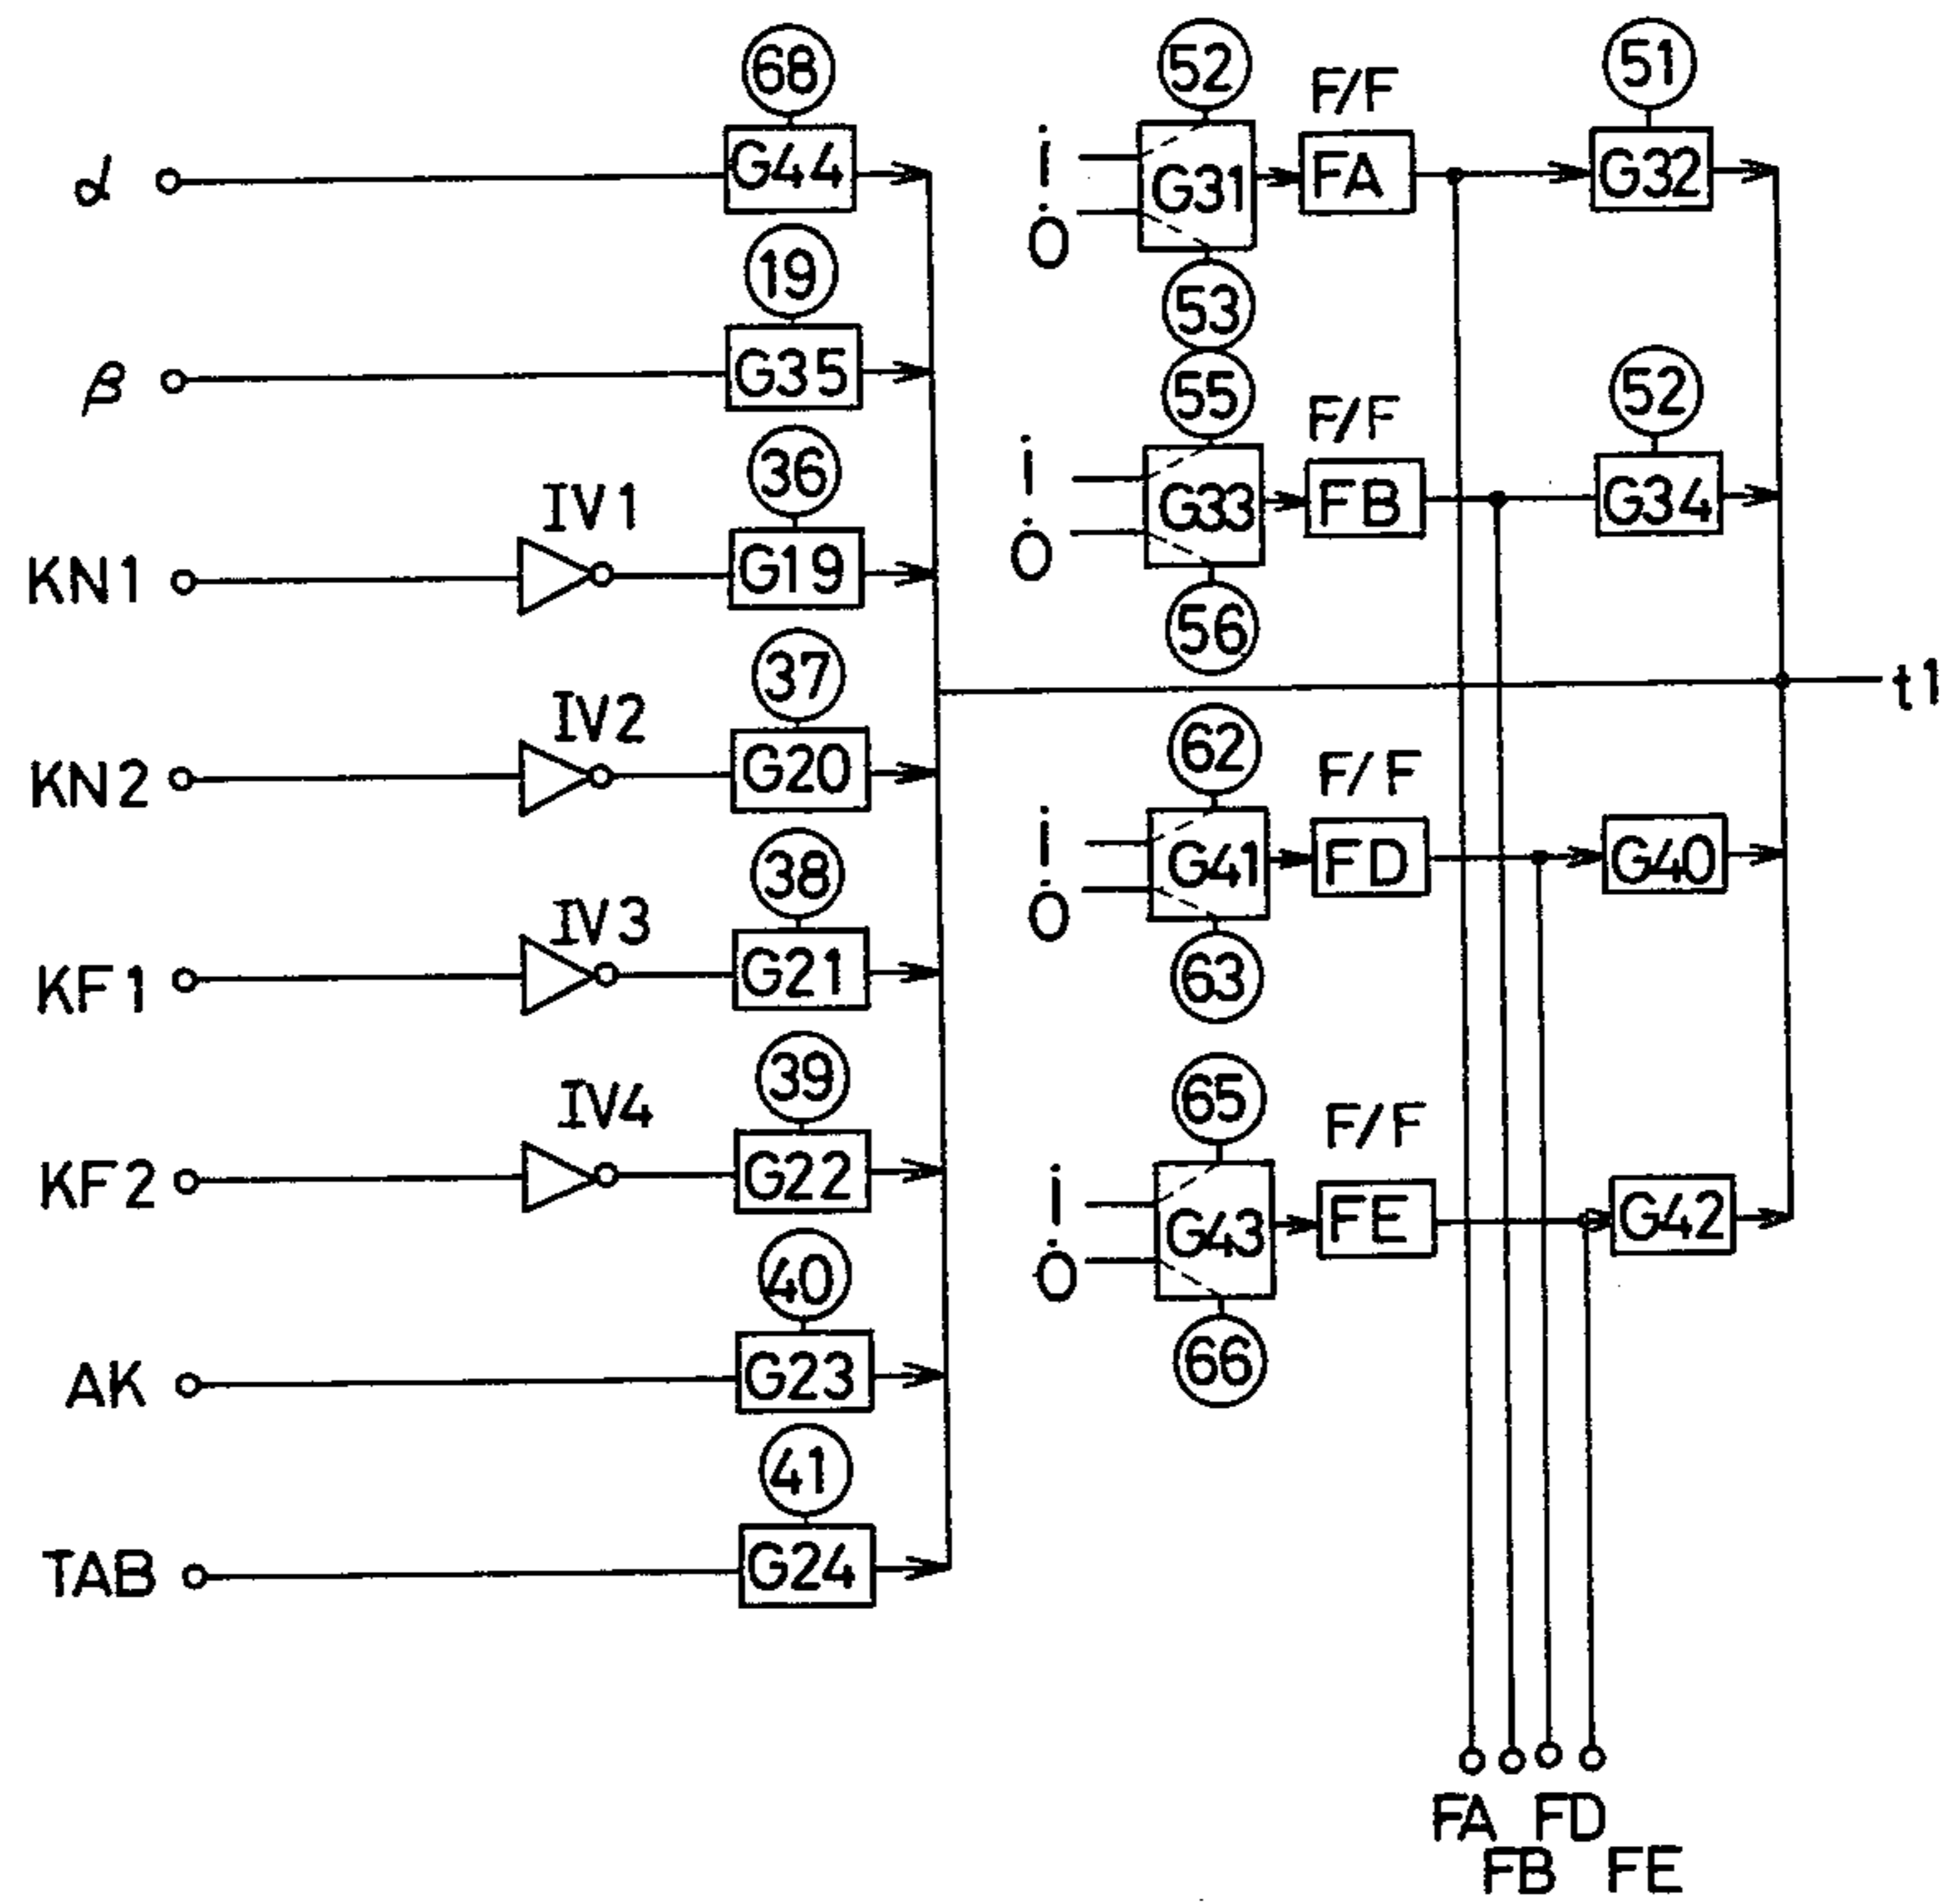 68
α G44
19
β G35
36
KN1 IV1 G19
37
KN2 IV2 G20
38
KF1 IV3 G21
39
KF2 IV4 G22
40
AK G23
41
TAB G24
52 F/F 51
i G31 FA G32
O
53
55 F/F 52
i G33 FB G34
O
56
t1
62 F/F
i G41 FD G40
O
63
65 F/F
i G43 FE G42
O
66
FA FD
FB FE